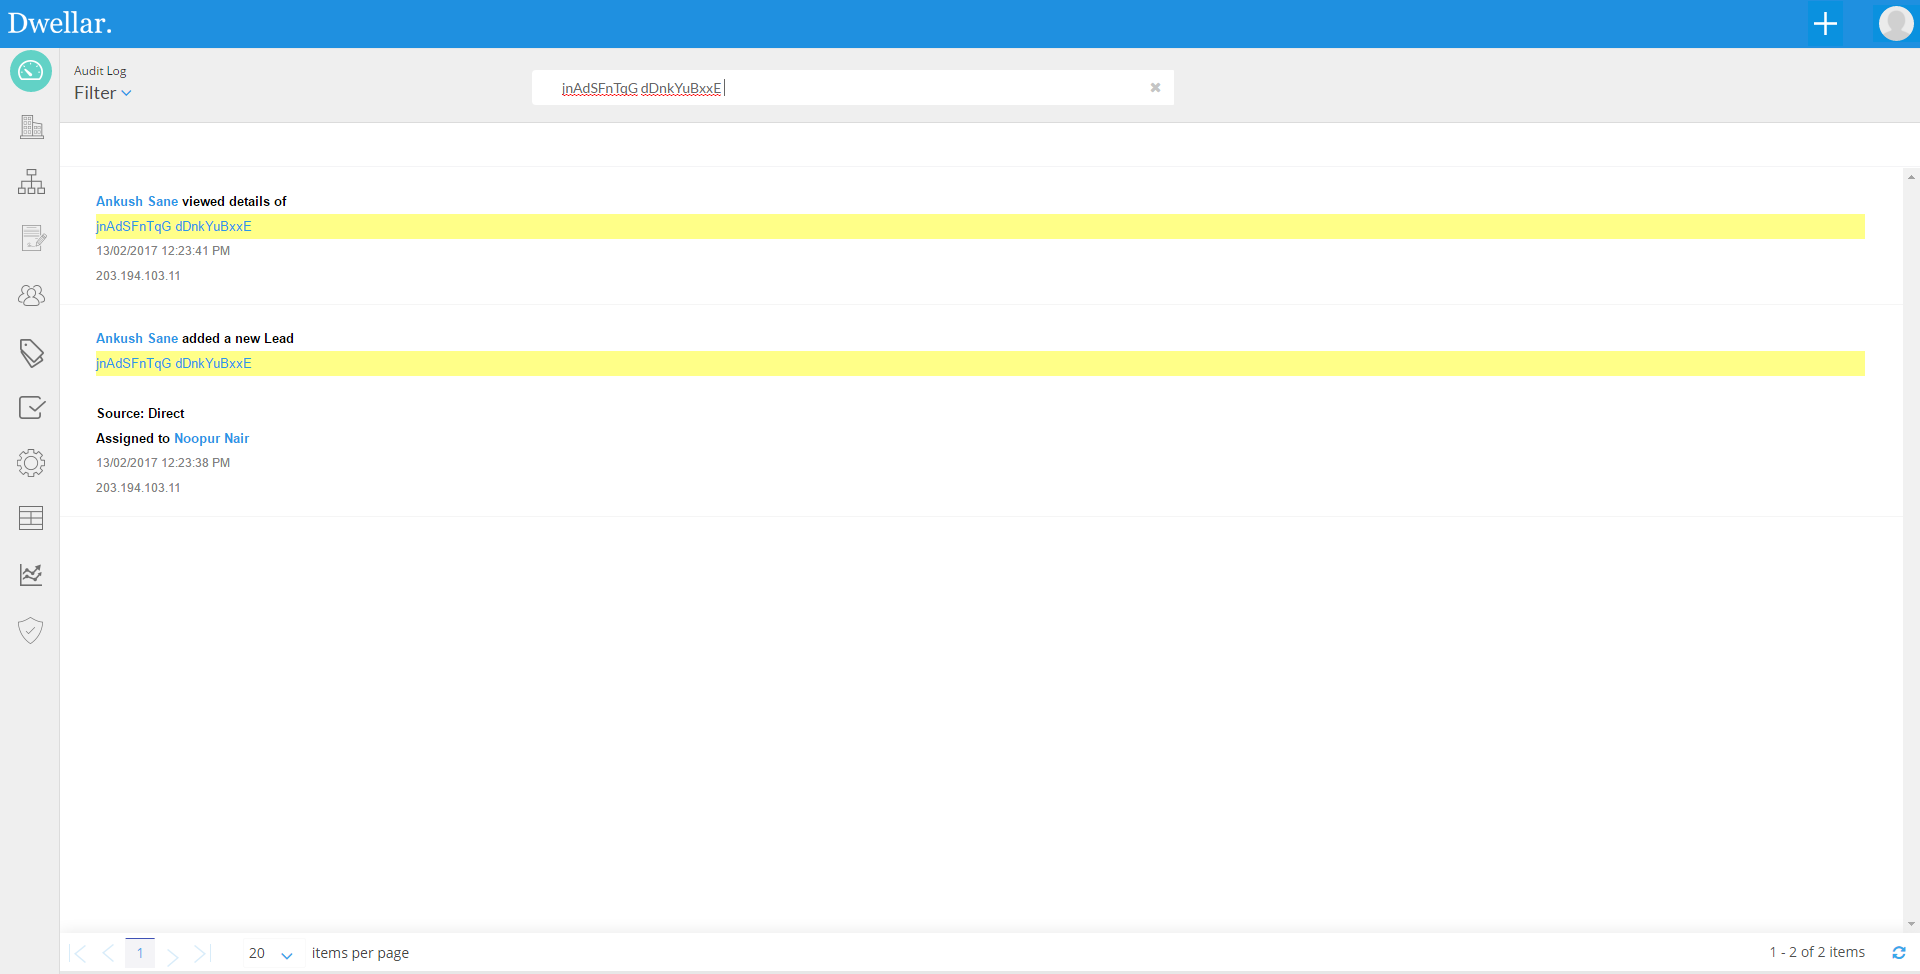 Dwellar.
Audit Log
Filter
jnAdSFnTqG dDnkYuBxxE
Ankush Sane viewed details of
jnAdSFnTqG dDnkYuBxxE
13/02/2017 12:23:41 PM
203.194.103.11
Ankush Sane added a new Lead
jnAdSFnTqG dDnkYuBxxE
Source: Direct
Assigned to Noopur Nair
13/02/2017 12:23:38 PM
203.194.103.11
1 20 items per page 1 - 2 of 2 items